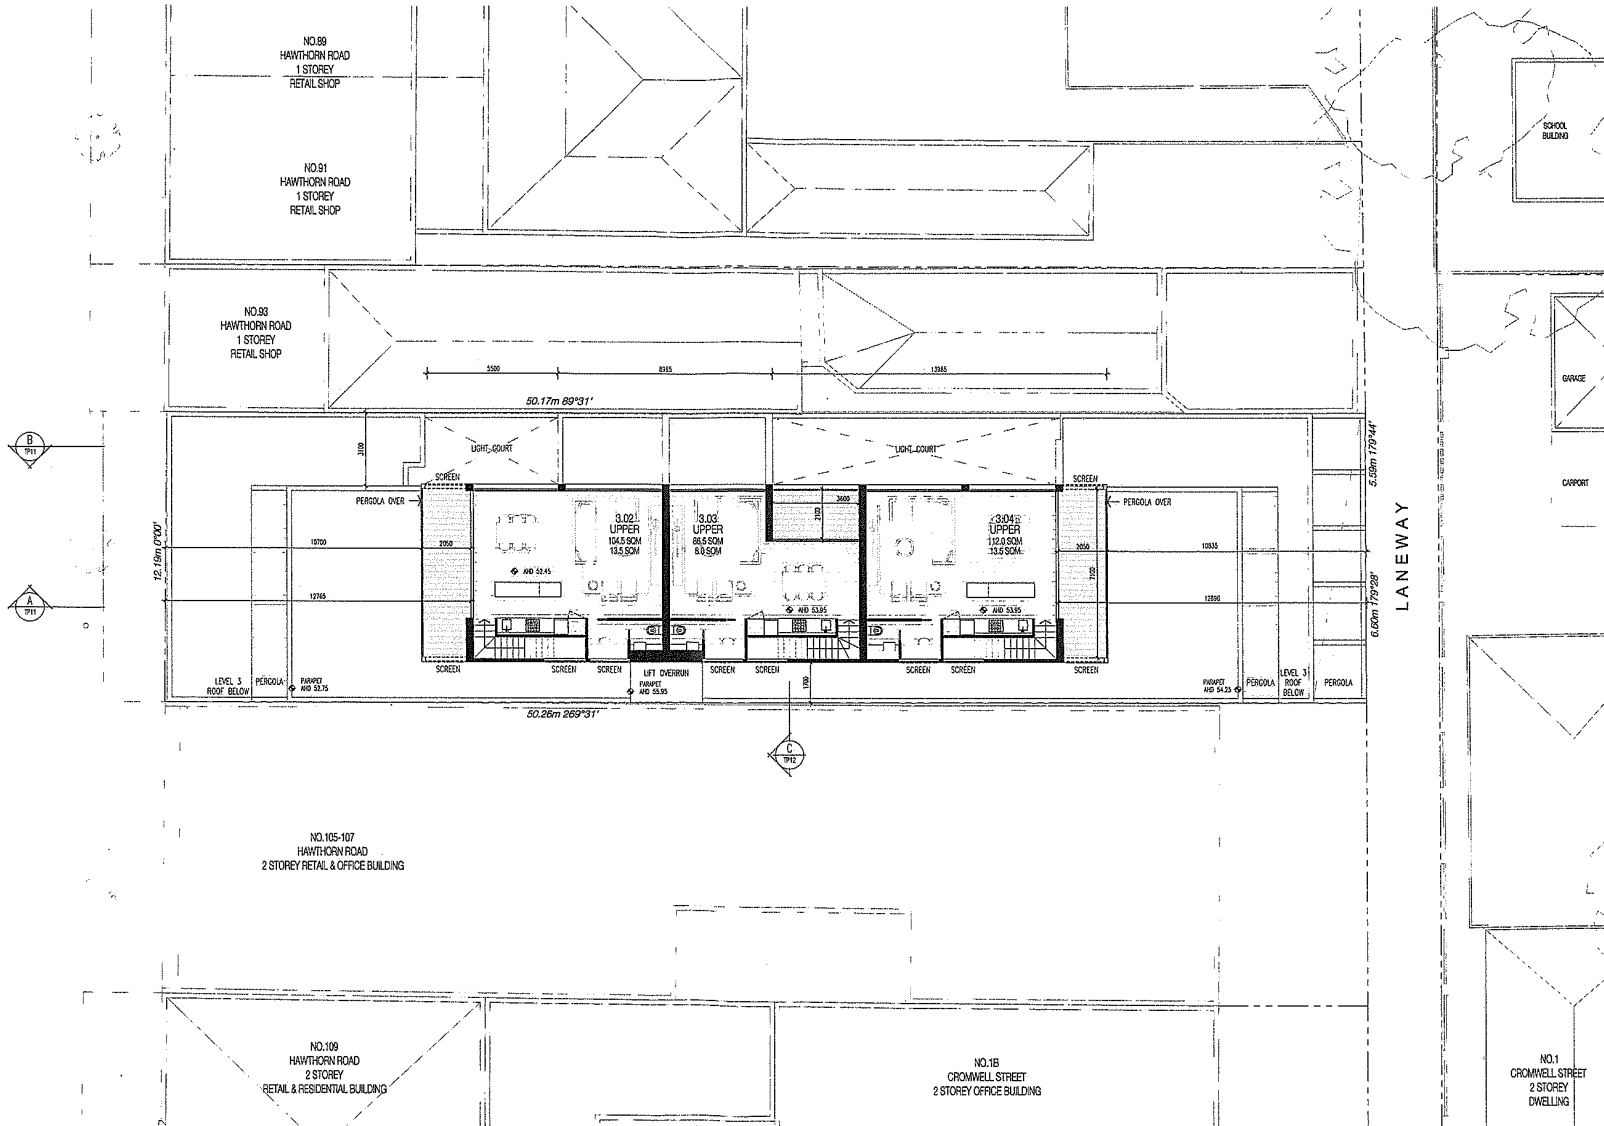 NO.89
HAWTHORN ROAD
1 STOREY
RETAIL SHOP
SCHOOL
BUILDING
NO.91
HAWTHORN ROAD
1 STOREY
RETAIL SHOP
NO.93
HAWTHORN ROAD
1 STOREY
RETAIL SHOP
GARAGE
5500
8385
13985
50.17m 89°31'
B
TP11
3100
LIGHT COURT
LIGHT COURT
5.59m 179°44'
SCREEN
SCREEN
CARPORT
PERGOLA OVER
PERGOLA OVER
3600
2100
3.02
UPPER
104.5 SQM
13.5 SQM
3.03
UPPER
86.5 SQM
8.0 SQM
3.04
UPPER
112.0 SQM
13.5 SQM
LANEWAY
12.19m 0°00'
10700
2050
2050
10835
7100
AHD 52.45
12765
12890
A
TP11
AHD 53.95
AHD 53.95
6.60m 179°28'
SCREEN
SCREEN
SCREEN
LIFT OVERRUN
SCREEN
SCREEN
SCREEN
SCREEN
SCREEN
LEVEL 3
ROOF BELOW
PERGOLA
PARAPET
AHD 52.75
PARAPET
AHD 55.95
1700
PARAPET
AHD 54.25
PERGOLA
LEVEL 3
ROOF
BELOW
PERGOLA
50.26m 269°31'
C
TP12
NO.105-107
HAWTHORN ROAD
2 STOREY RETAIL & OFFICE BUILDING
NO.109
HAWTHORN ROAD
2 STOREY
RETAIL & RESIDENTIAL BUILDING
NO.1B
CROMWELL STREET
2 STOREY OFFICE BUILDING
NO.1
CROMWELL STREET
2 STOREY
DWELLING